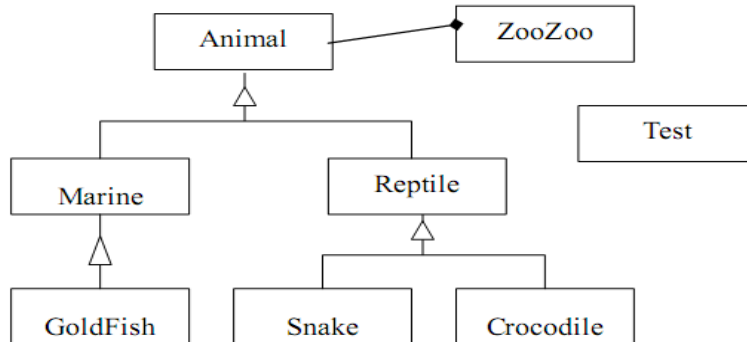 Animal
ZooZoo
Test
Marine
Reptile
GoldFish
Snake
Crocodile